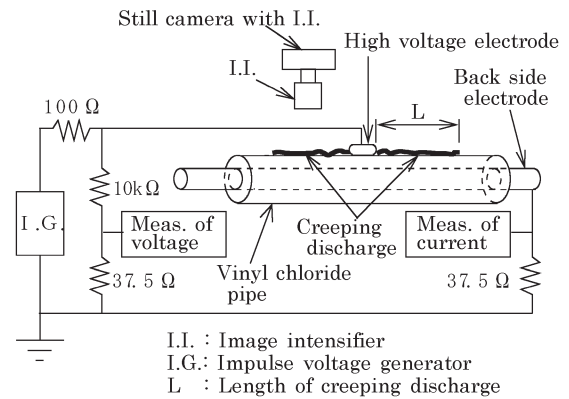 Still camera with I.I.
High voltage electrode
I.I.
Back side
electrode
100 Ω
L
10kΩ
I.G.
Meas. of
voltage
Creeping
discharge
Meas. of
current
37.5 Ω
Vinyl chloride
pipe
37.5 Ω
I.I. : Image intensifier
I.G.: Impulse voltage generator
L : Length of creeping discharge